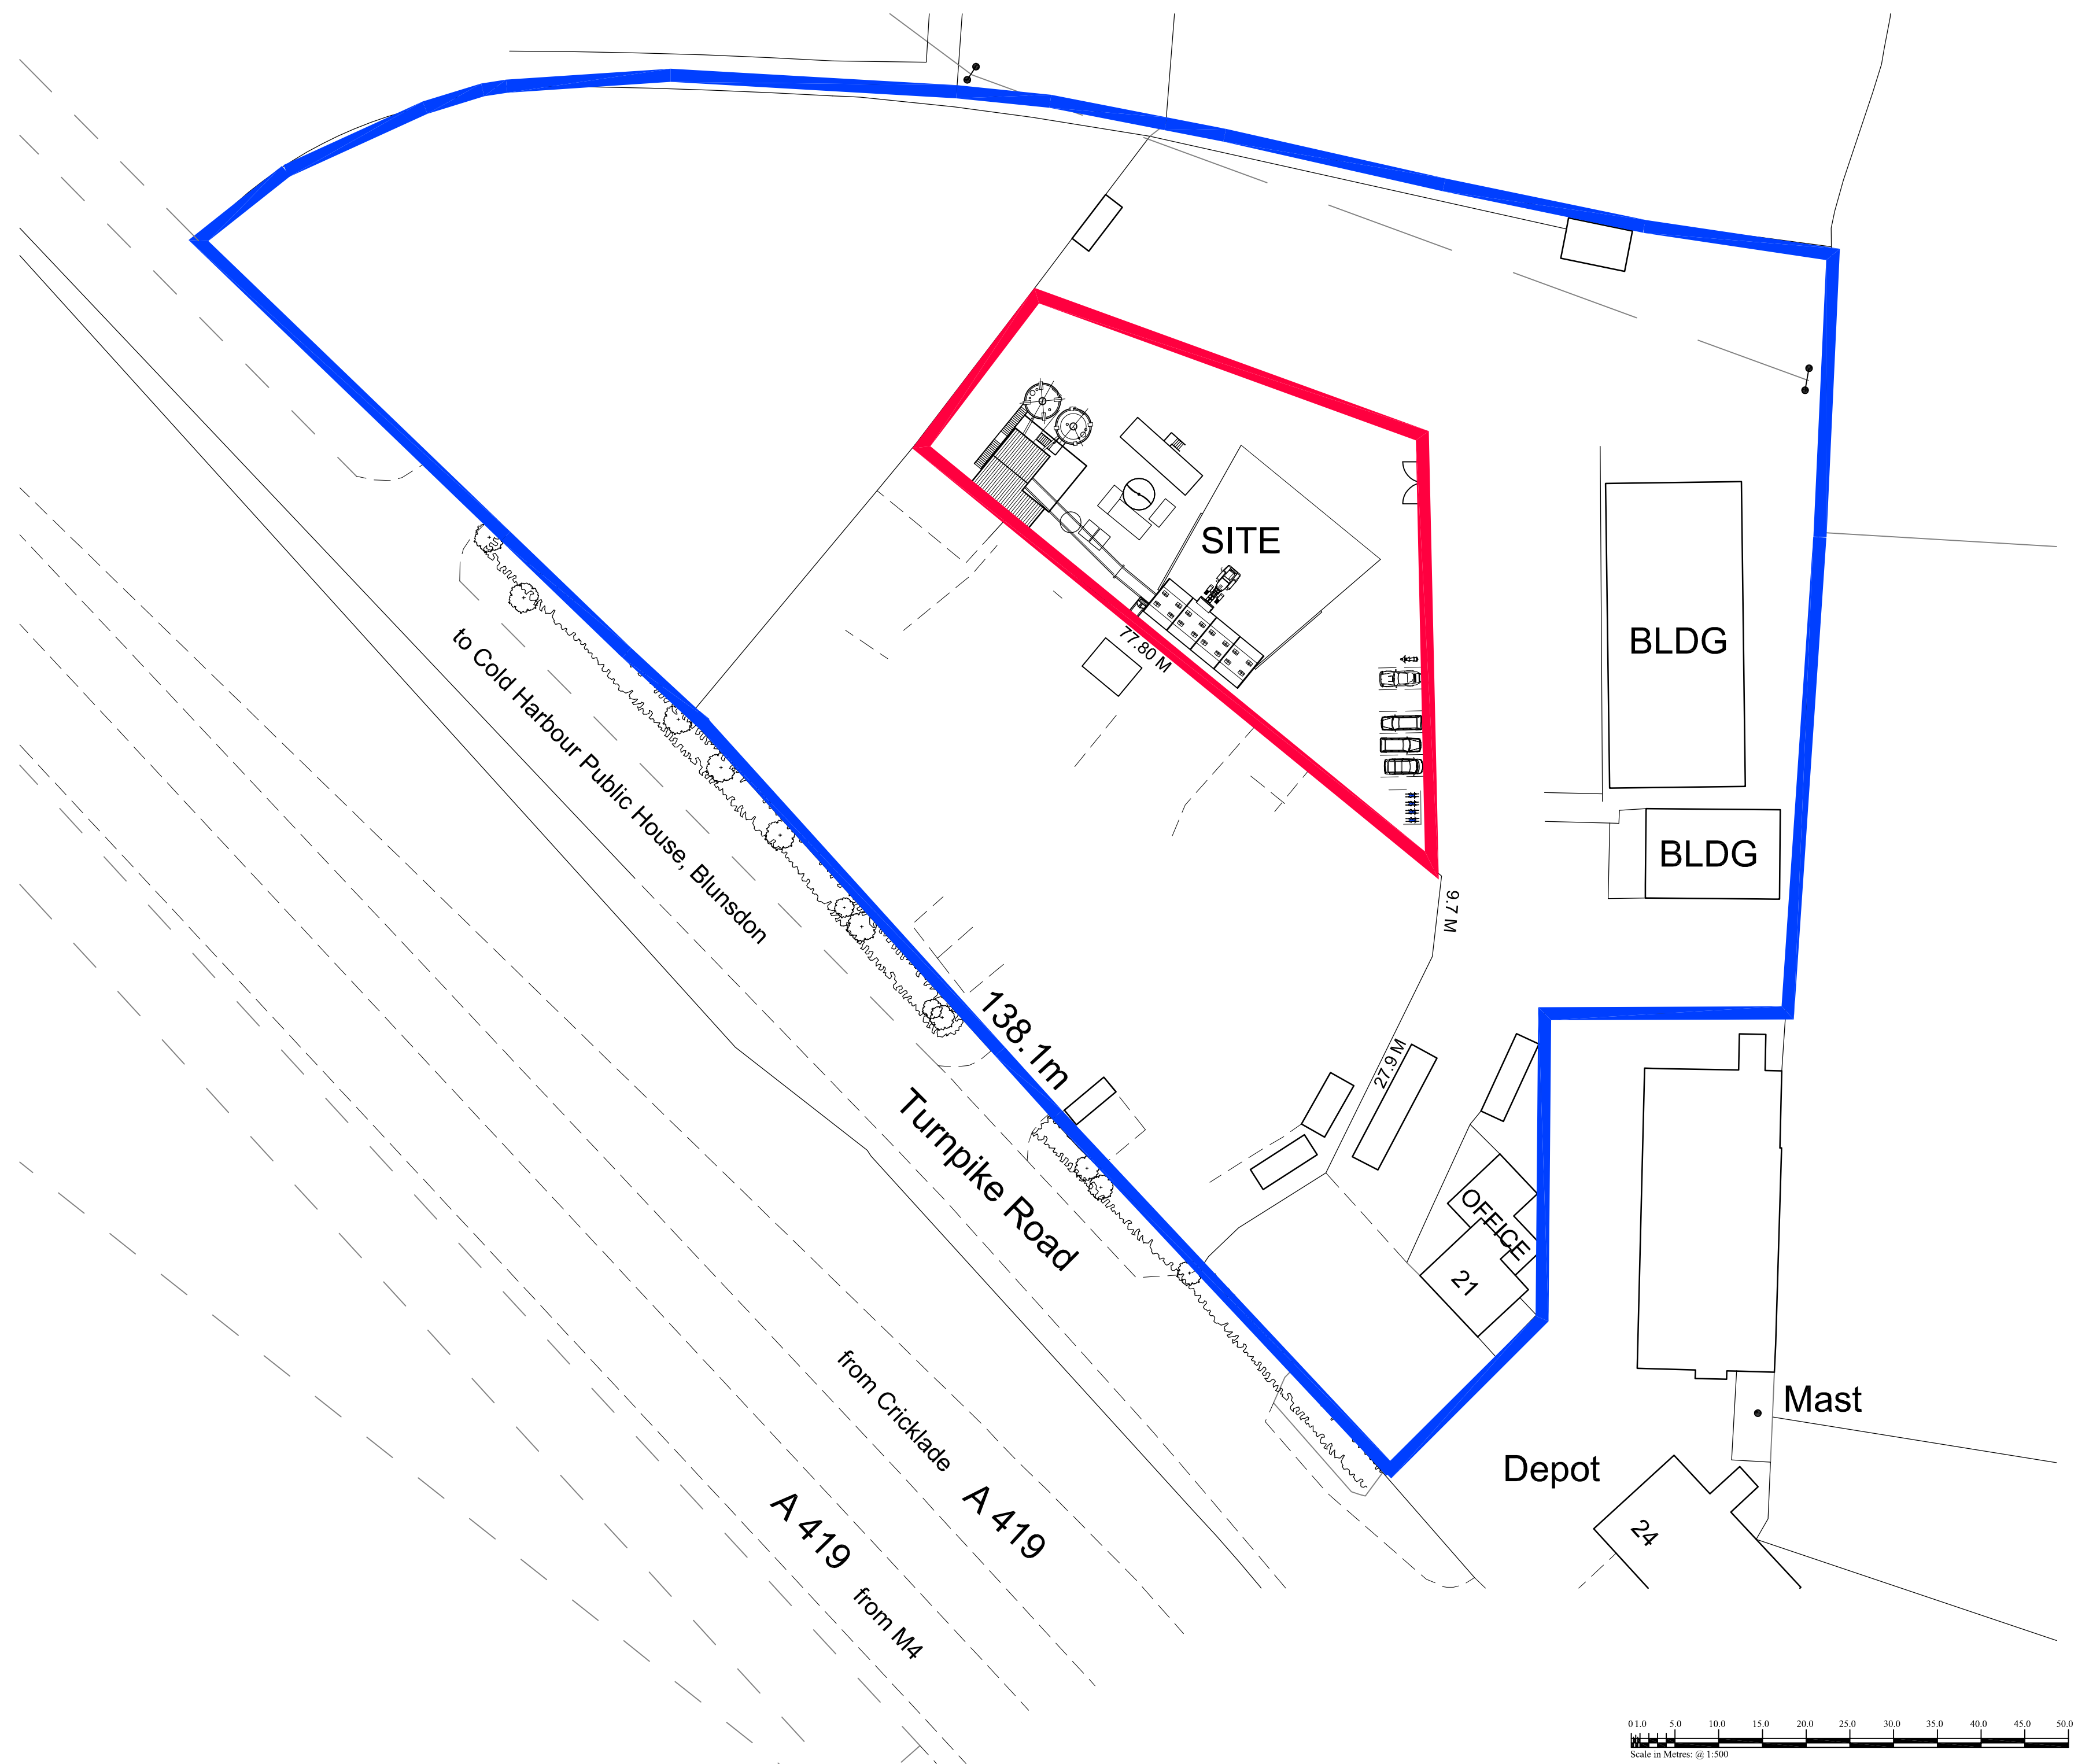 SITE
77.80 M
BLDG
BLDG
9.7 M
27.9 M
to Cold Harbour Public House, Blunsdon
138.1m
Turnpike Road
OFFICE
21
from Cricklade
A 419
A 419
from M4
Mast
Depot
24
0 1.0 5.0 10.0 15.0 20.0 25.0 30.0 35.0 40.0 45.0 50.0
Scale in Metres: @ 1:500